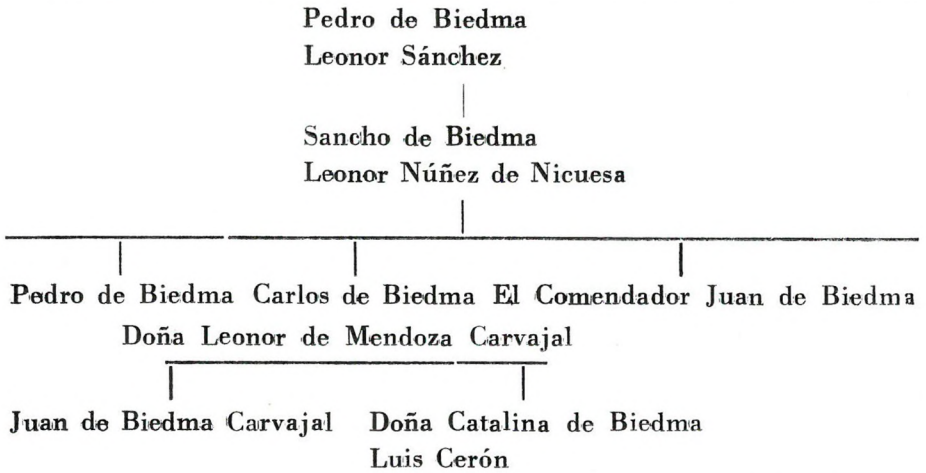 Pedro de Biedma
Leonor Sánchez
Sancho de Biedma
Leonor Núñez de Nicuesa
Pedro de Biedma Carlos de Biedma El Comendador Juan de Biedma
Doña Leonor de Mendoza Carvajal
Juan de Biedma Carvajal Doña Catalina de Biedma
Luis Cerón